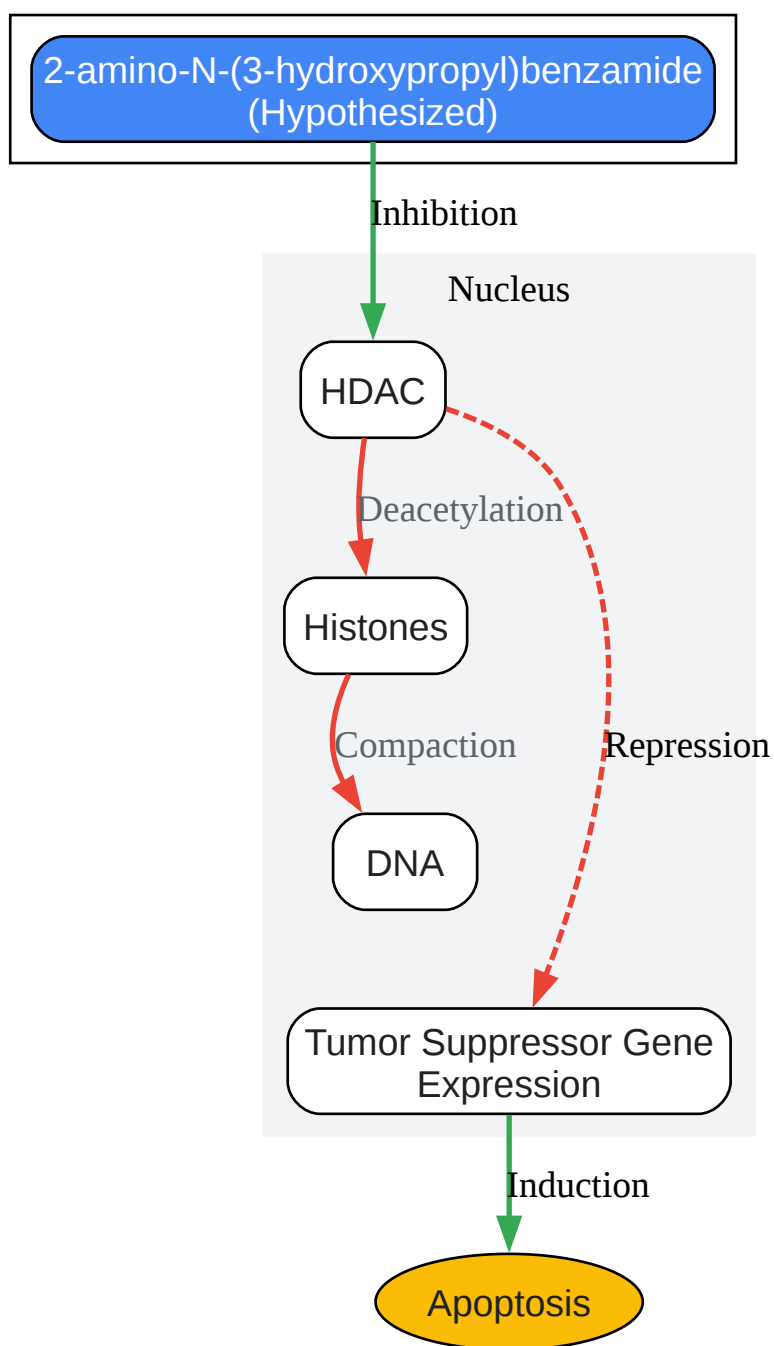 2-amino-N-(3-hydroxypropyl)benzamide
(Hypothesized)
Inhibition
Nucleus
HDAC
Deacetylation
Histones
Compaction
Repression
DNA
Tumor Suppressor Gene
Expression
Induction
Apoptosis